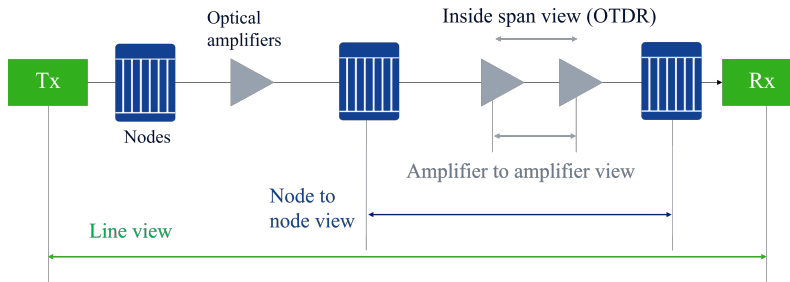 Optical
amplifiers
Inside span view (OTDR)
Tx
Rx
Nodes
Amplifier to amplifier view
Node to
node view
Line view